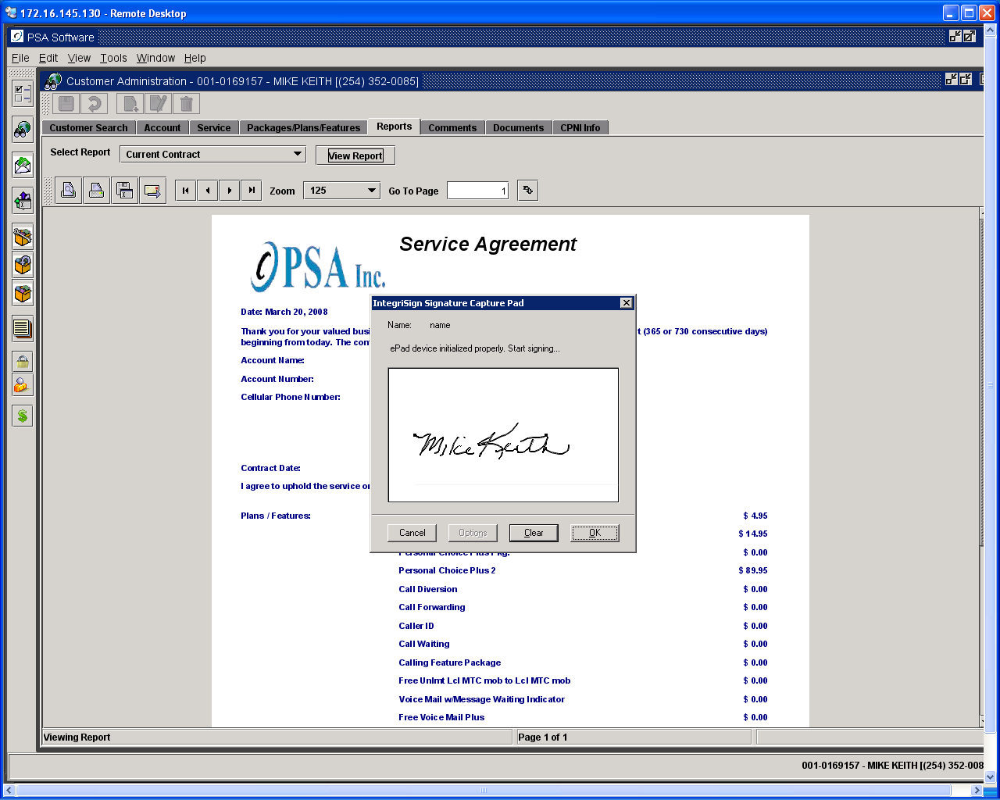 172.16.145.130 - Remote Desktop
PSA Software
File Edit View Tools Window Help
Customer Administration - 001-0169157 - MIKE KEITH [(254) 352-0085]
Customer Search Account Service Packages/Plans/Features Reports Comments Documents CPNI Info
Select Report Current Contract View Report
Zoom 125 Go To Page 1
Service Agreement
PSA Inc.
Date: March 20, 2008
Thank you for your valued busi
t (365 or 730 consecutive days)
beginning from today. The con
Account Name:
Account Number:
Cellular Phone Number:
Contract Date:
I agree to uphold the service or
Plans / Features:
$ 4.95
$ 14.95
Personal Choice Plus Pkg. $ 0.00
Personal Choice Plus 2 $ 89.95
Call Diversion $ 0.00
Call Forwarding $ 0.00
Caller ID $ 0.00
Call Waiting $ 0.00
Calling Feature Package $ 0.00
Free Unlmt Lcl MTC mob to Lcl MTC mob $ 0.00
Voice Mail w/Message Waiting Indicator $ 0.00
Free Voice Mail Plus $ 0.00
IntegriSign Signature Capture Pad
Name: name
ePad device initialized properly. Start signing...
Mike Keith
Cancel Options Clear OK
Viewing Report Page 1 of 1
001-0169157 - MIKE KEITH [(254) 352-008